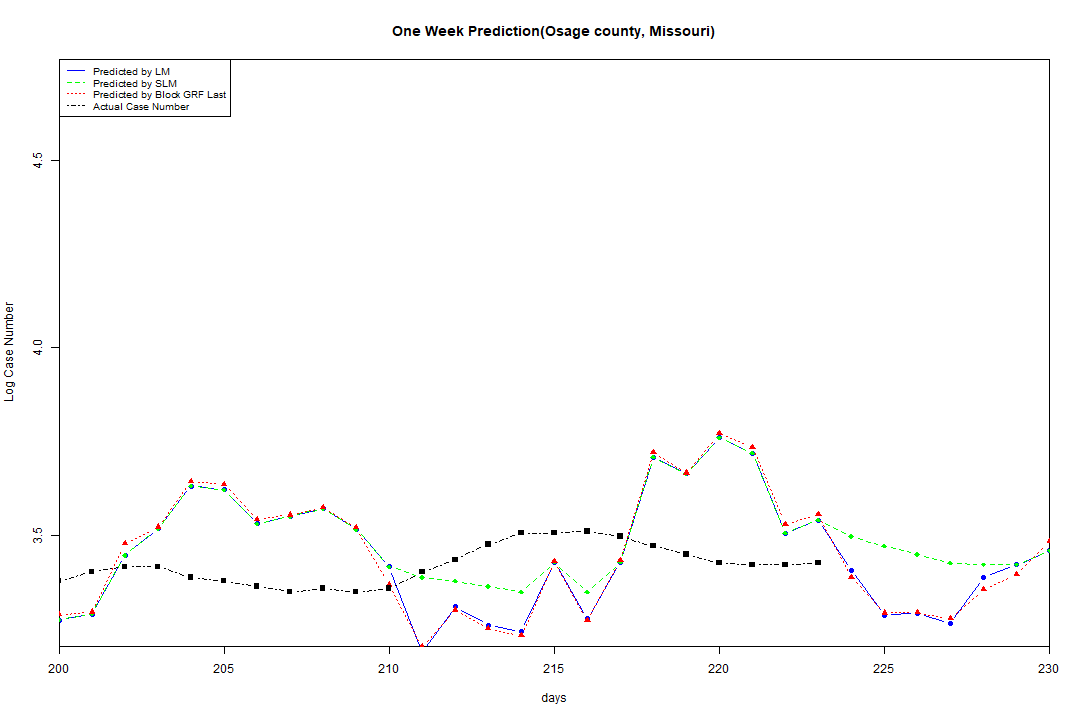 One Week Prediction(Osage county, Missouri)
Predicted by LM
Predicted by SLM
Predicted by Block GRF Last
Actual Case Number
4.5
4.0
3.5
Log Case Number
200 205 210 215 220 225 230
days